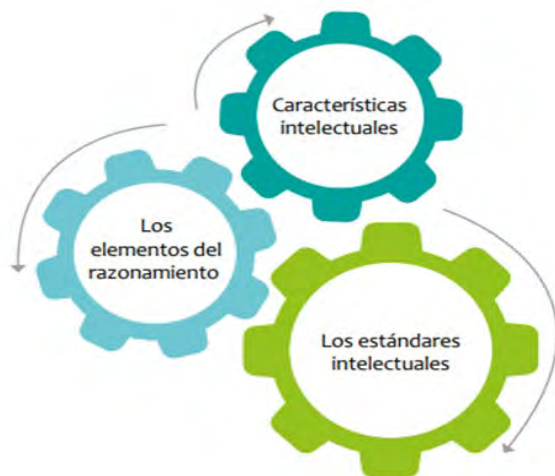 Características
intelectuales
Los
elementos del
razonamiento
Los estándares
intelectuales